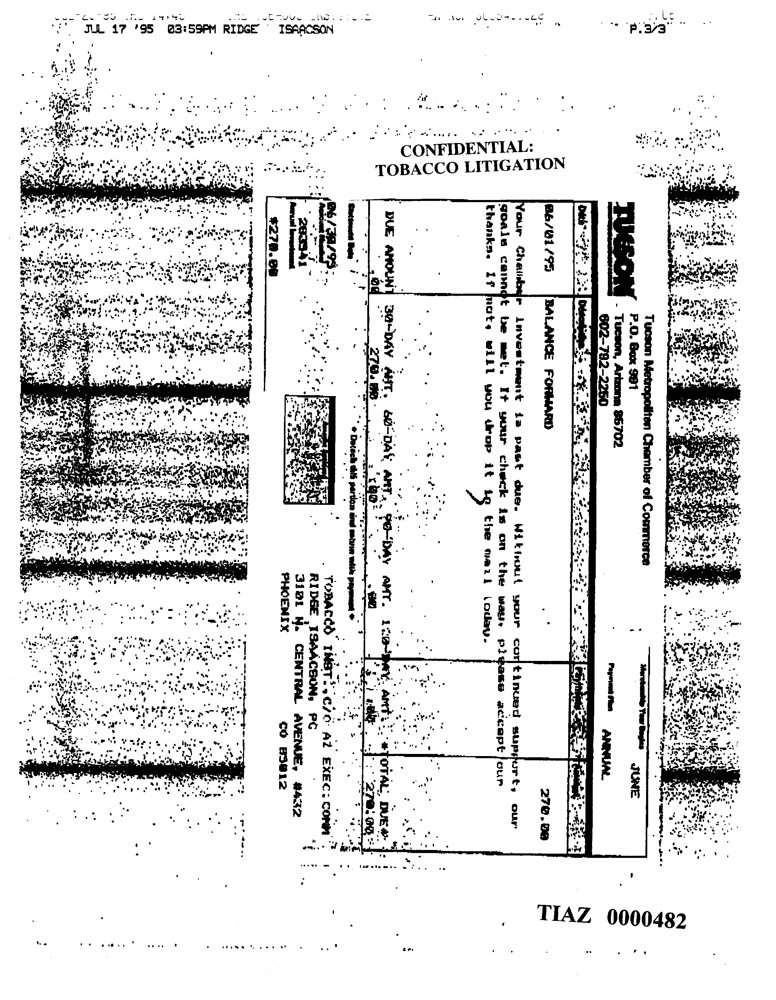 JUL 17 '95 03:59PM RIDGE ISAACSON P.3/3
CONFIDENTIAL:
TOBACCO LITIGATION
TUCSON
Tucson Metropolitan Chamber of Commerce
P.O. Box 991
Tucson, Arizona 85702
602-792-2250
Membership Year Begins JUNE
Payment Plan ANNUAL
Date Description Payments
06/01/95 BALANCE FORWARD 270.00
Your Chamber investment is past due. Without your continued support, our
goals cannot be met. If your check is on the way, please accept our
thanks. If not, will you drop it in the mail today.
DUE AMOUNT 30-DAY AMT. 60-DAY AMT. 90-DAY AMT. 120-DAY AMT. *TOTAL DUE*
.00 270.00 .00 .00 .00 270.00
Statement Date
Detach this portion and return with payment
06/30/95
Account Number
283541
Annual Investment
$270.00
TOBACCO INST., C/O AZ EXEC. COMM
RIDGE ISAACSON, PC
3101 N. CENTRAL AVENUE, #432
PHOENIX CO 85012
TIAZ 0000482